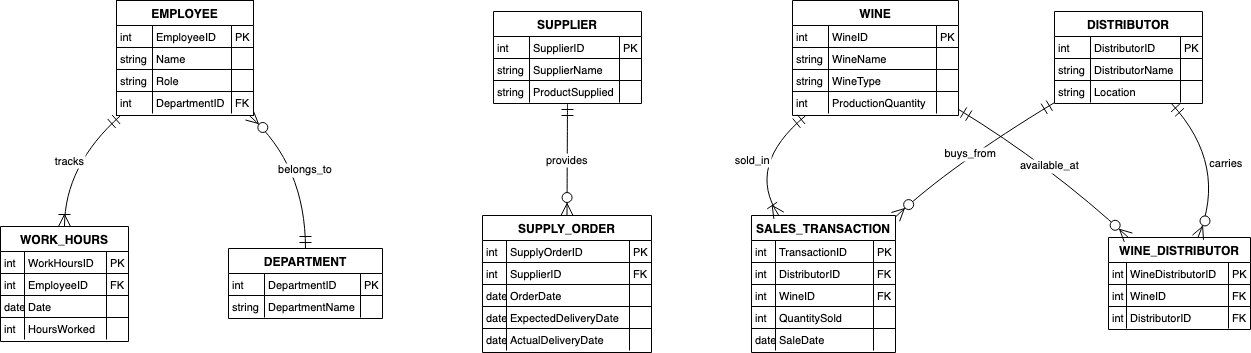 EMPLOYEE
int EmployeeID PK
string Name
string Role
int DepartmentID FK
tracks
belongs_to
WORK_HOURS
int WorkHoursID PK
int EmployeeID FK
date Date
int HoursWorked
DEPARTMENT
int DepartmentID PK
string DepartmentName
SUPPLIER
int SupplierID PK
string SupplierName
string ProductSupplied
provides
SUPPLY_ORDER
int SupplyOrderID PK
int SupplierID FK
date OrderDate
date ExpectedDeliveryDate
date ActualDeliveryDate
WINE
int WineID PK
string WineName
string WineType
int ProductionQuantity
DISTRIBUTOR
int DistributorID PK
string DistributorName
string Location
sold_in
buys_from
available_at
carries
SALES_TRANSACTION
int TransactionID PK
int DistributorID FK
int WineID FK
int QuantitySold
date SaleDate
WINE_DISTRIBUTOR
int WineDistributorID PK
int WineID FK
int DistributorID FK